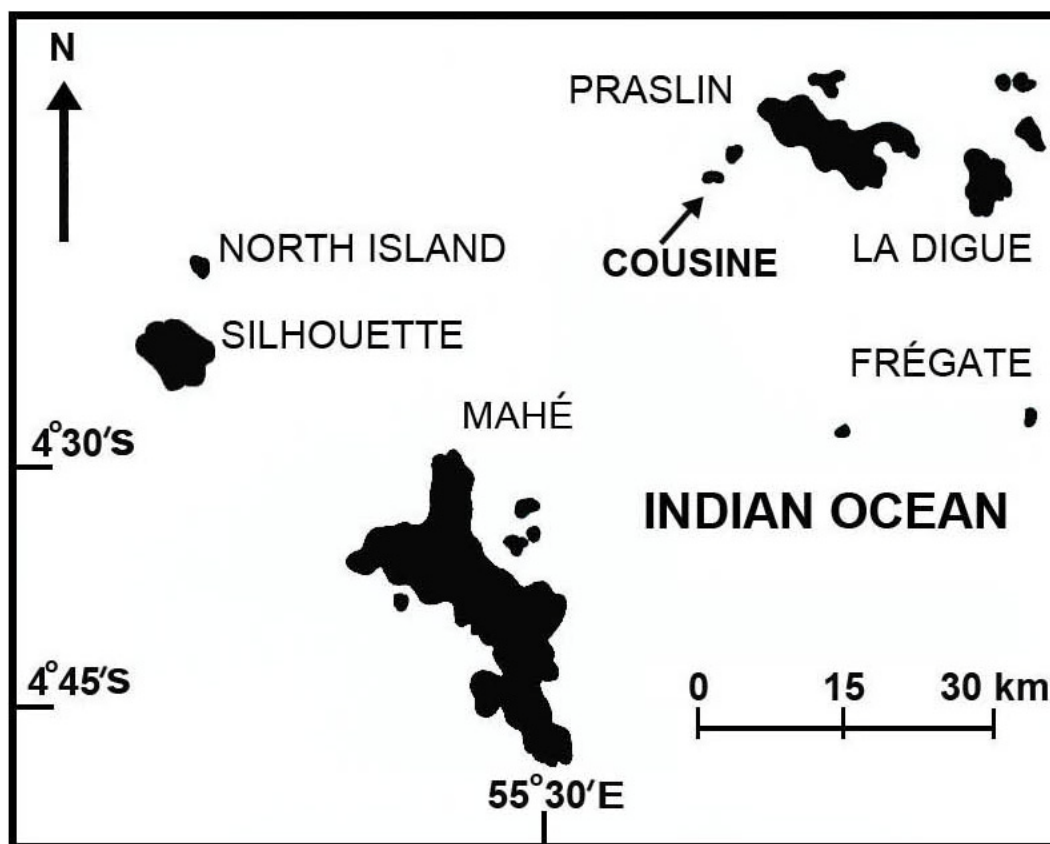 N
PRASLIN
NORTH ISLAND
COUSINE
LA DIGUE
SILHOUETTE
FRÉGATE
MAHÉ
4°30'S
INDIAN OCEAN
4°45'S
0 15 30 km
55°30'E